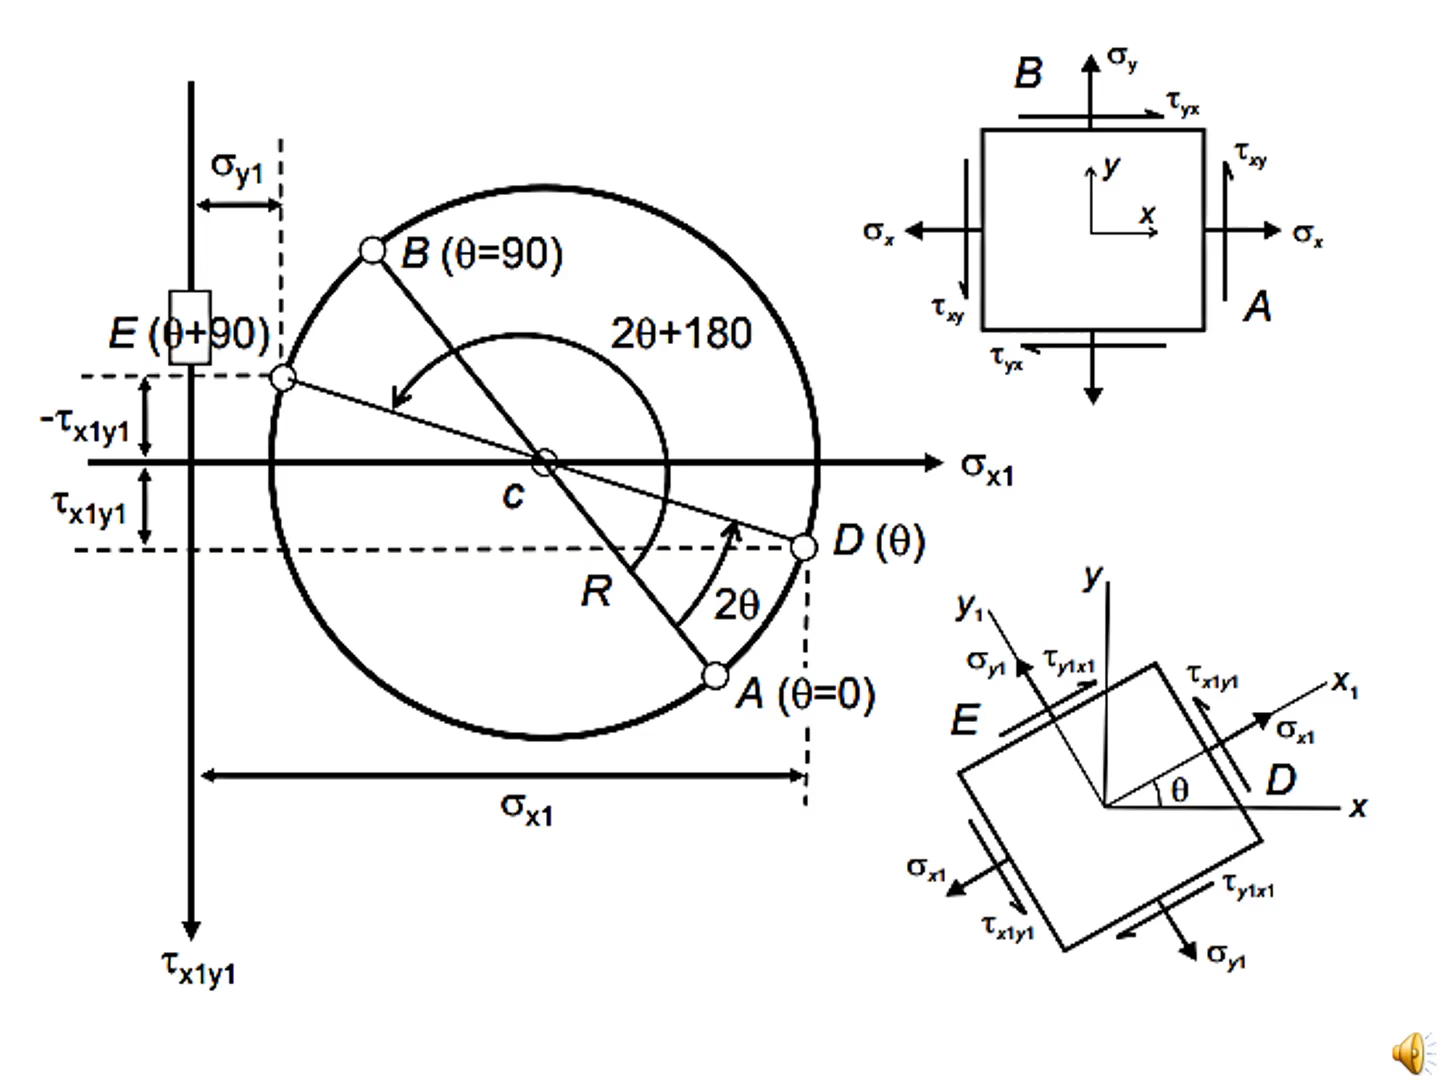 σy1
B (θ=90)
E (θ+90)
2θ+180
-τx1y1
σx1
c
τx1y1
D (θ)
R
2θ
A (θ=0)
σx1
τx1y1
B
σy
τyx
τxy
y
x
σx
σx
τxy
A
τyx
y
y1
σy1
τy1x1
τx1y1
x1
E
σx1
D
θ
x
σx1
τy1x1
τx1y1
σy1